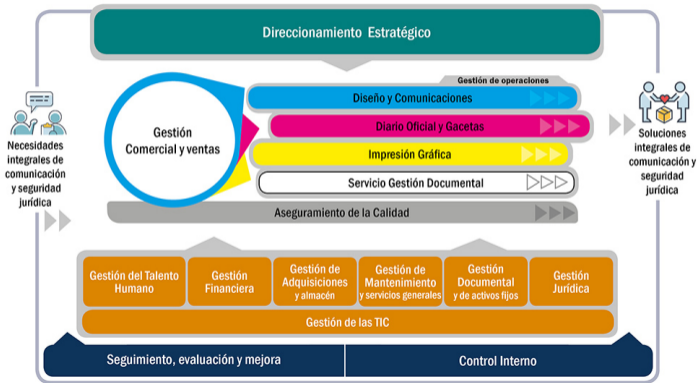 Direccionamiento Estratégico
Gestión de operaciones
Necesidades
integrales de
comunicación
y seguridad
jurídica
Gestión
Comercial y ventas
Diseño y Comunicaciones
Diario Oficial y Gacetas
Impresión Gráfica
Servicio Gestión Documental
Aseguramiento de la Calidad
Soluciones
integrales de
comunicación y
seguridad
jurídica
Gestión del Talento
Humano
Gestión
Financiera
Gestión de
Adquisiciones
y almacén
Gestión de
Mantenimiento
y servicios generales
Gestión
Documental
y de activos fijos
Gestión
Jurídica
Gestión de las TIC
Seguimiento, evaluación y mejora
Control Interno